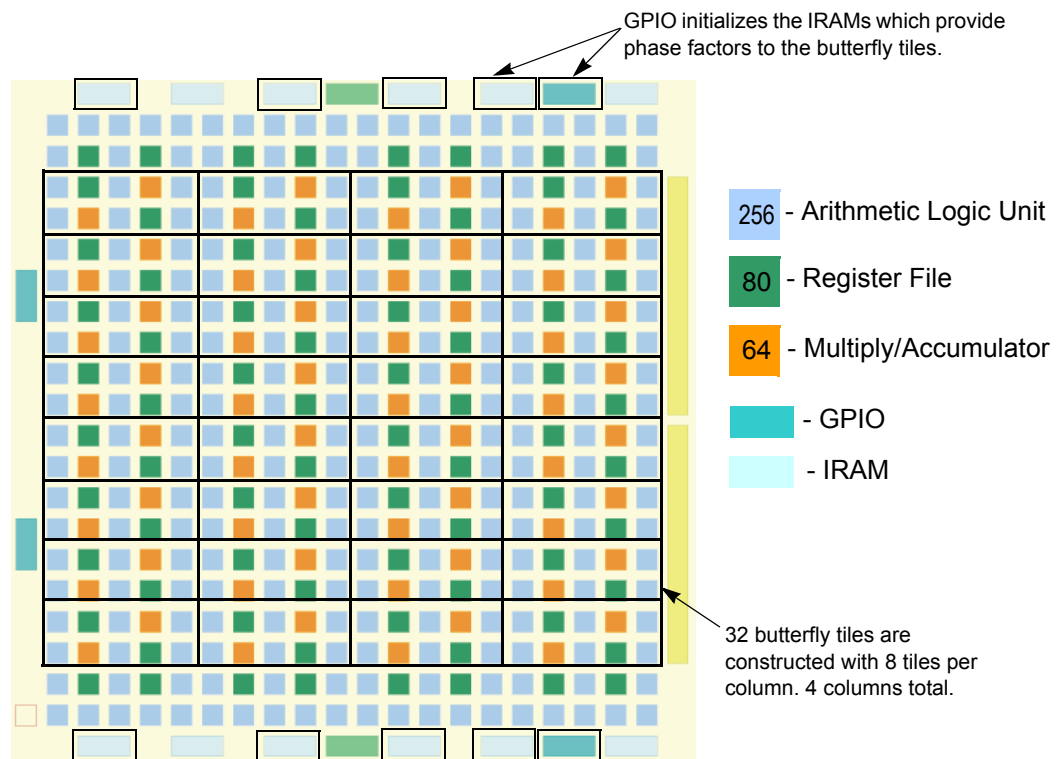 GPIO initializes the IRAMs which provide
phase factors to the butterfly tiles.
256 - Arithmetic Logic Unit
80 - Register File
64 - Multiply/Accumulator
- GPIO
- IRAM
32 butterfly tiles are
constructed with 8 tiles per
column. 4 columns total.